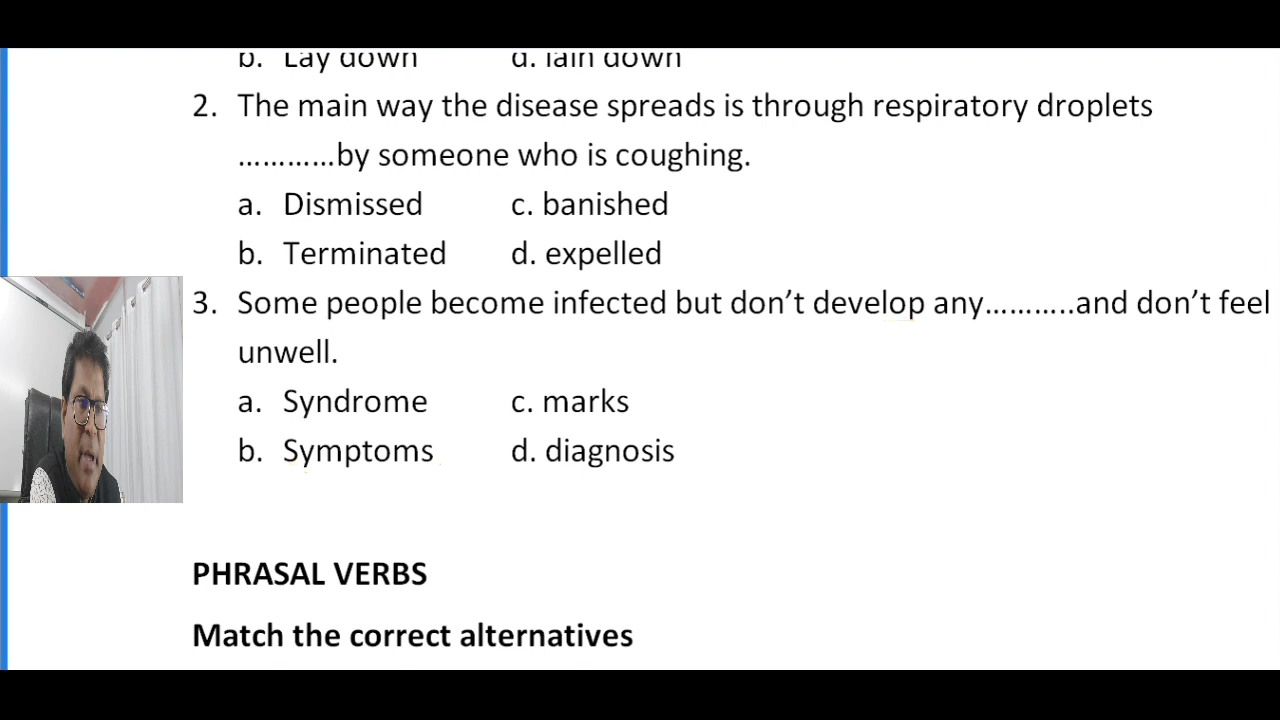 b. Lay down d. lain down
2. The main way the disease spreads is through respiratory droplets
…………by someone who is coughing.
a. Dismissed c. banished
b. Terminated d. expelled
3. Some people become infected but don’t develop any………..and don’t feel
unwell.
a. Syndrome c. marks
b. Symptoms d. diagnosis
PHRASAL VERBS
Match the correct alternatives